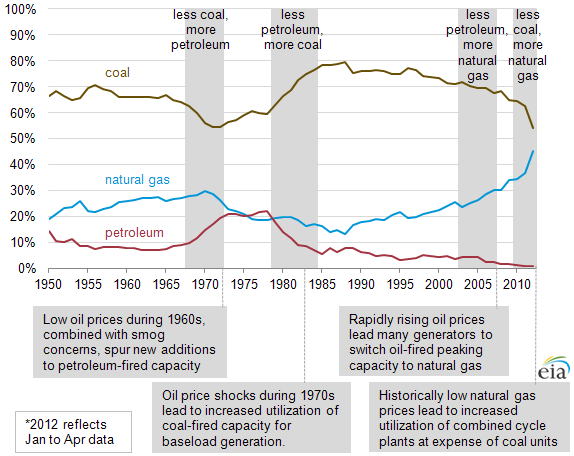 less coal,
more
petroleum
less
petroleum,
more coal
less
petroleum,
more
natural
gas
less
coal,
more
natural
gas
100%
90%
80%
70%
60%
50%
40%
30%
20%
10%
0%
coal
natural gas
petroleum
1950 1955 1960 1965 1970 1975 1980 1985 1990 1995 2000 2005 2010
Low oil prices during 1960s,
combined with smog
concerns, spur new additions
to petroleum-fired capacity
Rapidly rising oil prices
lead many generators to
switch oil-fired peaking
capacity to natural gas
eia
Oil price shocks during 1970s
lead to increased utilization of
coal-fired capacity for
baseload generation.
Historically low natural gas
prices lead to increased
utilization of combined cycle
plants at expense of coal units
*2012 reflects
Jan to Apr data